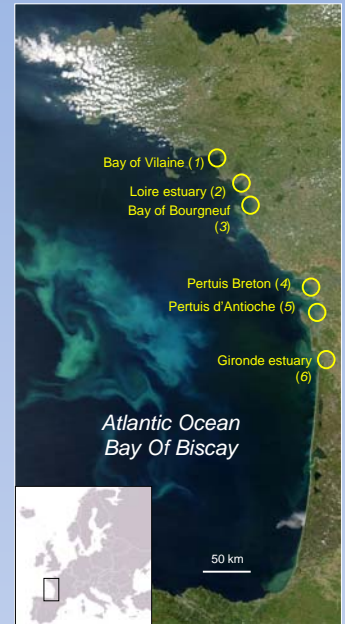 Bay of Vilaine (1)
Loire estuary (2)
Bay of Bourgneuf
(3)
Pertuis Breton (4)
Pertuis d'Antioche (5)
Gironde estuary
(6)
Atlantic Ocean
Bay Of Biscay
50 km